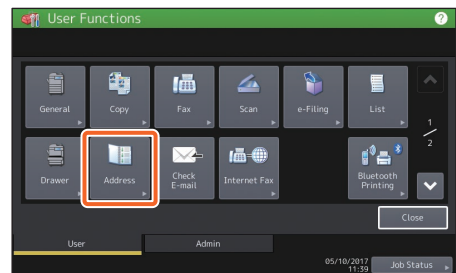 User Functions
?
General
Copy
Fax
Scan
e-Filing
List
1
2
Drawer
Address
Check
E-mail
Internet Fax
Bluetooth
Printing
Close
User
Admin
05/10/2017
11:39
Job Status